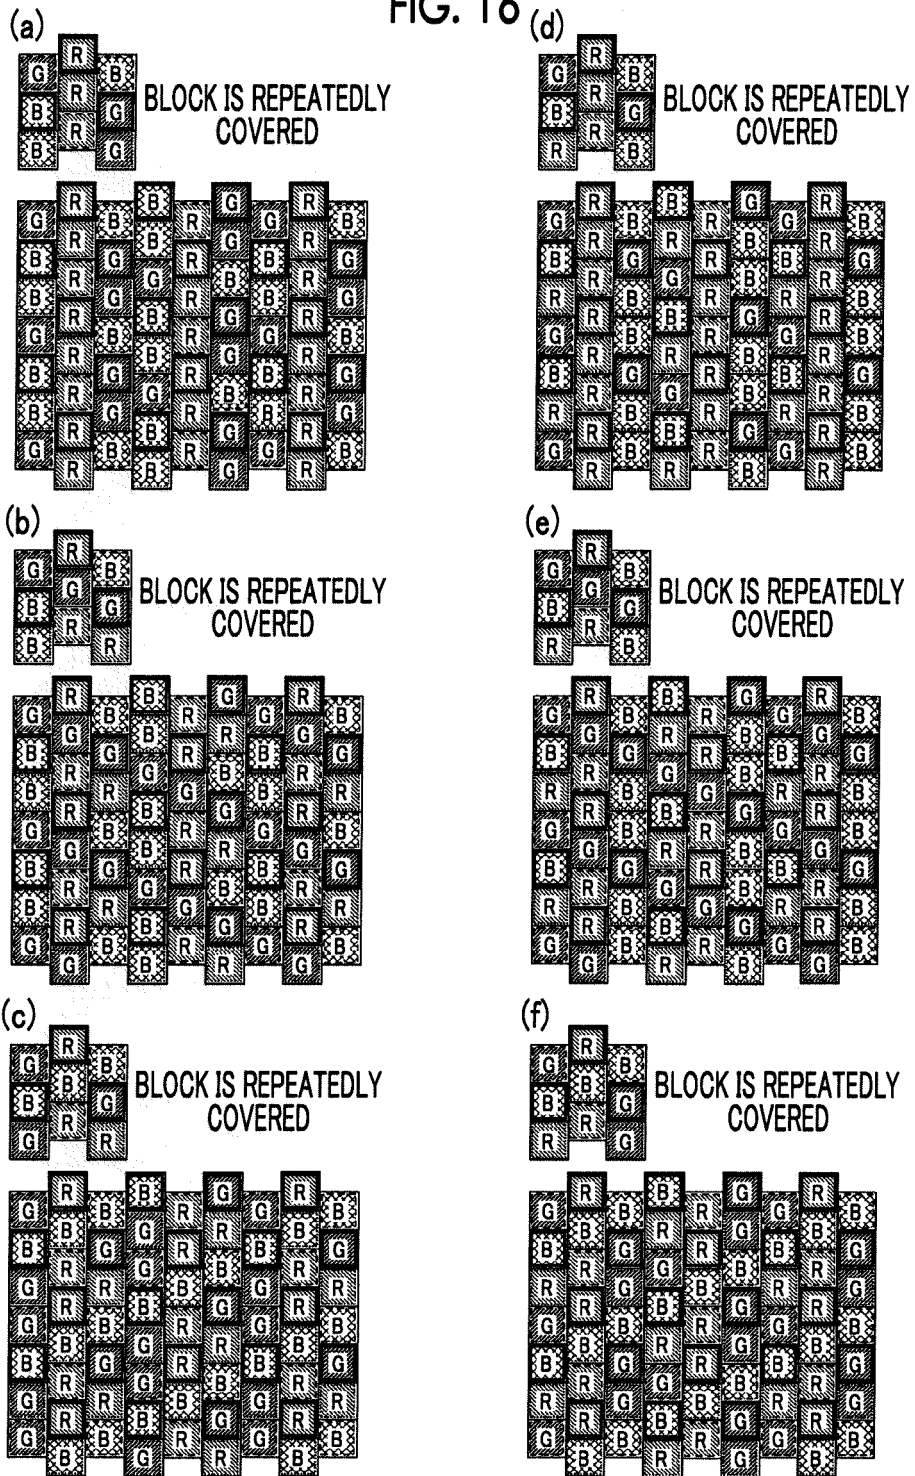 FIG. 16
(a)
R
G B
R
B G
R
B G
BLOCK IS REPEATEDLY
COVERED
R B G R
G B R G B
R B G R
B G R B G
R G B R
B G R B G
R B G R
G B R G B
R B G R
B G R B G
R G B R
B G R B G
R B G R
G B R G B
R B G R
(d)
R
G B
R
B G
R
R B
BLOCK IS REPEATEDLY
COVERED
R B G R
G B R G B
R R B R
B G R B G
R G B R
R B R R B
R B G R
G B R G B
R R B R
B G R B G
R G B R
R B R R B
R B G R
G B R G B
R R B R
(b)
R
G B
G
B G
R
B R
BLOCK IS REPEATEDLY
COVERED
R B G R
G B R G B
G B R G
B G R B G
R G B R
B R G B R
R B G R
G B R G B
G B R G
B G R B G
R G B R
B R G B R
R B G R
G B R G B
G B R G
(e)
R
G B
G
B G
R
R B
BLOCK IS REPEATEDLY
COVERED
R B G R
G B R G B
G R B G
B G R B G
R G B R
R B G R B
R B G R
G B R G B
G R B G
B G R B G
R G B R
R B G R B
R B G R
G B R G B
G R B G
(c)
R
G B
B
B G
R
G R
BLOCK IS REPEATEDLY
COVERED
R B G R
G B R G B
B G R B
B G R B G
R G B R
G R B G R
R B G R
G B R G B
B G R B
B G R B G
R G B R
G R B G R
R B G R
G B R G B
B G R B
(f)
R
G B
B
B G
R
R G
BLOCK IS REPEATEDLY
COVERED
R B G R
G B R G B
B R G B
B G R B G
R G B R
R G B R G
R B G R
G B R G B
B R G B
B G R B G
R G B R
R G B R G
R B G R
G B R G B
B R G B